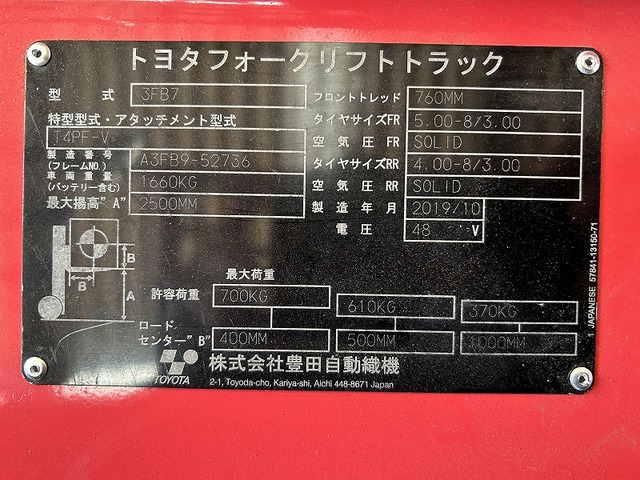 トヨタフォークリフトトラック
型式 3FB7 フロントトレッド 760MM
特型型式・アタッチメント型式 タイヤサイズFR 5.00-8/3.00
T4PF-V 空気圧 FR SOLID
製造番号 (フレームNO.) A3FB9-52736 タイヤサイズRR 4.00-8/3.00
車両重量 (バッテリー含む) 1660KG 空気圧 RR SOLID
最大揚高"A" 2500MM 製造年月 2019/10
電圧 48 V
B
B
A
最大荷重
許容荷重 700KG 610KG 370KG
ロード
センター"B" 400MM 500MM 1000MM
TOYOTA 株式会社豊田自動織機
2-1, Toyoda-cho, Kariya-shi, Aichi 448-8671 Japan
1 JAPANESE 57841-13150-71